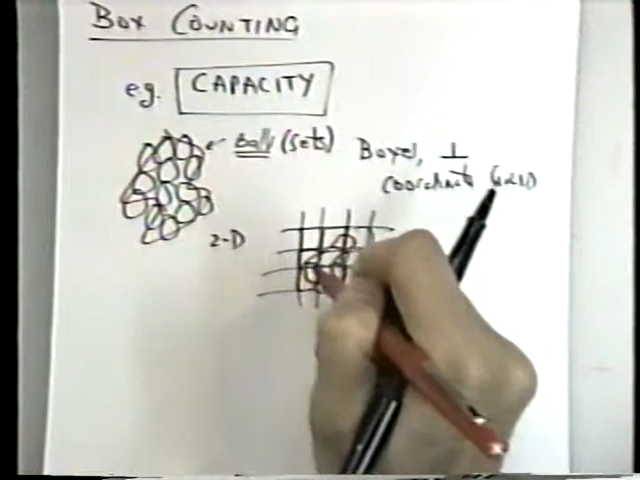 BOX COUNTING
e.g. CAPACITY
← Balls (sets)
Boxes, ⊥
Coordinate GRID
2-D